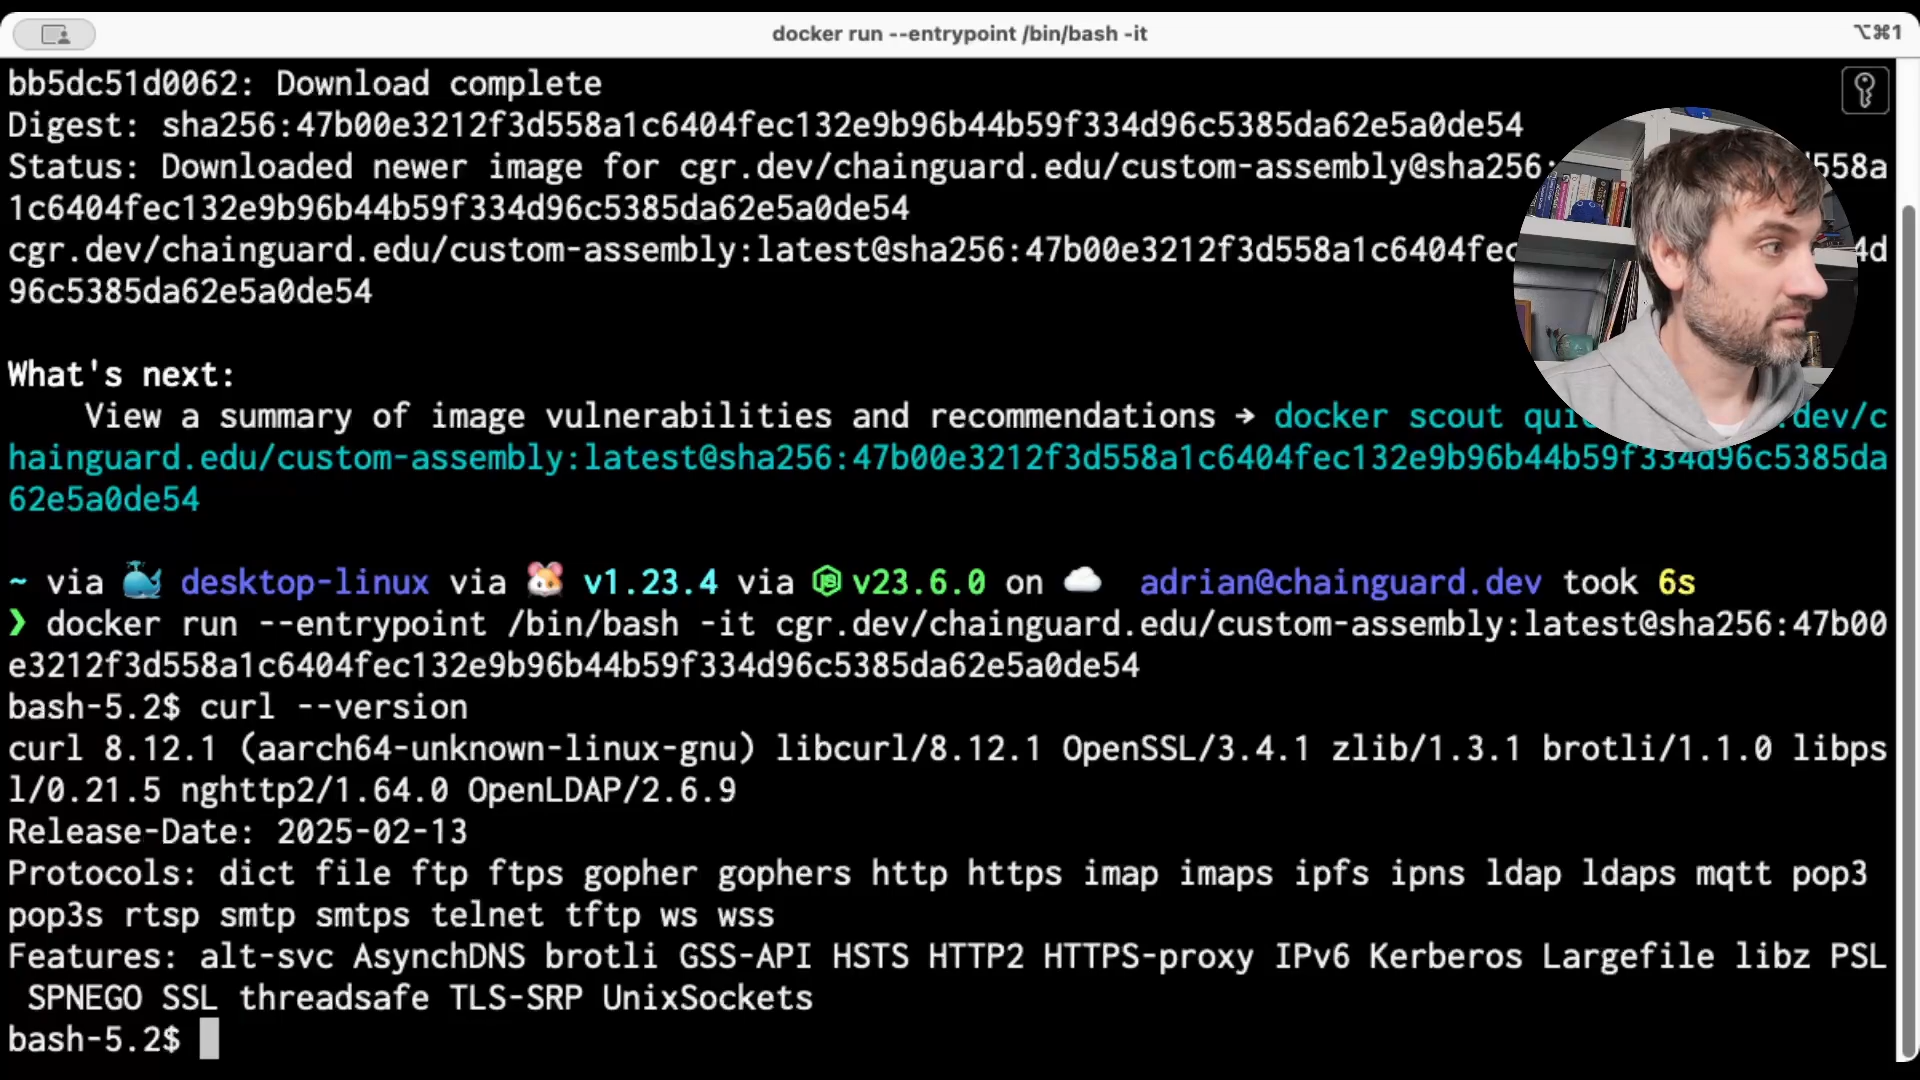 docker run --entrypoint /bin/bash -it
⌥⌘1
bb5dc51d0062: Download complete
Digest: sha256:47b00e3212f3d558a1c6404fec132e9b96b44b59f334d96c5385da62e5a0de54
Status: Downloaded newer image for cgr.dev/chainguard.edu/custom-assembly@sha256: d558a
1c6404fec132e9b96b44b59f334d96c5385da62e5a0de54
cgr.dev/chainguard.edu/custom-assembly:latest@sha256:47b00e3212f3d558a1c6404fec 4d
96c5385da62e5a0de54
What's next:
View a summary of image vulnerabilities and recommendations → docker scout qui .dev/c
hainguard.edu/custom-assembly:latest@sha256:47b00e3212f3d558a1c6404fec132e9b96b44b59f334d96c5385da
62e5a0de54
~ via 🐳 desktop-linux via 🐹 v1.23.4 via v23.6.0 on ☁️ adrian@chainguard.dev took 6s
❯ docker run --entrypoint /bin/bash -it cgr.dev/chainguard.edu/custom-assembly:latest@sha256:47b00
e3212f3d558a1c6404fec132e9b96b44b59f334d96c5385da62e5a0de54
bash-5.2$ curl --version
curl 8.12.1 (aarch64-unknown-linux-gnu) libcurl/8.12.1 OpenSSL/3.4.1 zlib/1.3.1 brotli/1.1.0 libps
l/0.21.5 nghttp2/1.64.0 OpenLDAP/2.6.9
Release-Date: 2025-02-13
Protocols: dict file ftp ftps gopher gophers http https imap imaps ipfs ipns ldap ldaps mqtt pop3
pop3s rtsp smtp smtps telnet tftp ws wss
Features: alt-svc AsynchDNS brotli GSS-API HSTS HTTP2 HTTPS-proxy IPv6 Kerberos Largefile libz PSL
SPNEGO SSL threadsafe TLS-SRP UnixSockets
bash-5.2$